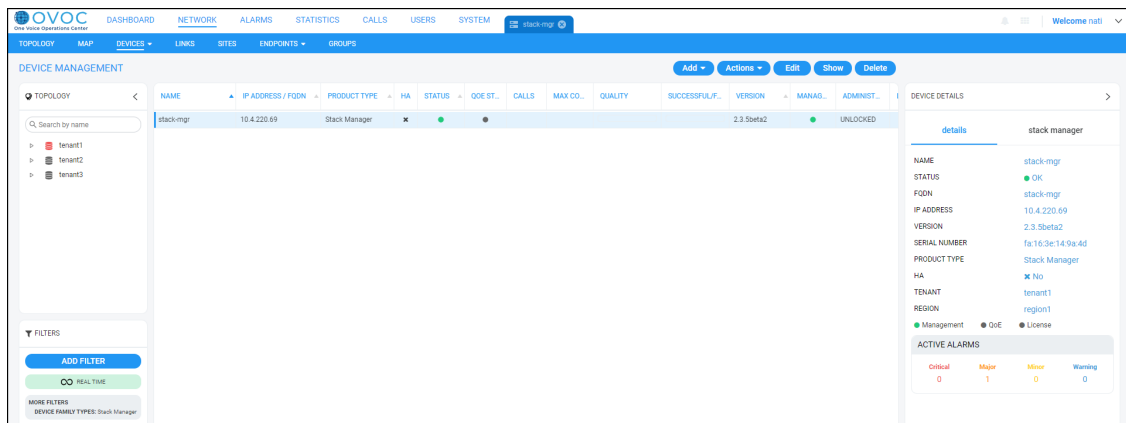 OVOC
One Voice Operations Center
DASHBOARD NETWORK ALARMS STATISTICS CALLS USERS SYSTEM stack-mgr Welcome nati
TOPOLOGY MAP DEVICES LINKS SITES ENDPOINTS GROUPS
DEVICE MANAGEMENT Add Actions Edit Show Delete
TOPOLOGY
Search by name
tenant1
tenant2
tenant3
FILTERS
ADD FILTER
REAL TIME
MORE FILTERS
DEVICE FAMILY TYPES: Stack Manager
NAME IP ADDRESS / FQDN PRODUCT TYPE HA STATUS QOE ST... CALLS MAX CO... QUALITY SUCCESSFUL/F... VERSION MANAG... ADMINIST...
stack-mgr 10.4.220.69 Stack Manager 2.3.5beta2 UNLOCKED
DEVICE DETAILS
details stack manager
NAME stack-mgr
STATUS OK
FQDN stack-mgr
IP ADDRESS 10.4.220.69
VERSION 2.3.5beta2
SERIAL NUMBER fa:16:3e:14:9a:4d
PRODUCT TYPE Stack Manager
HA No
TENANT tenant1
REGION region1
Management QoE License
ACTIVE ALARMS
Critical Major Minor Warning
0 1 0 0